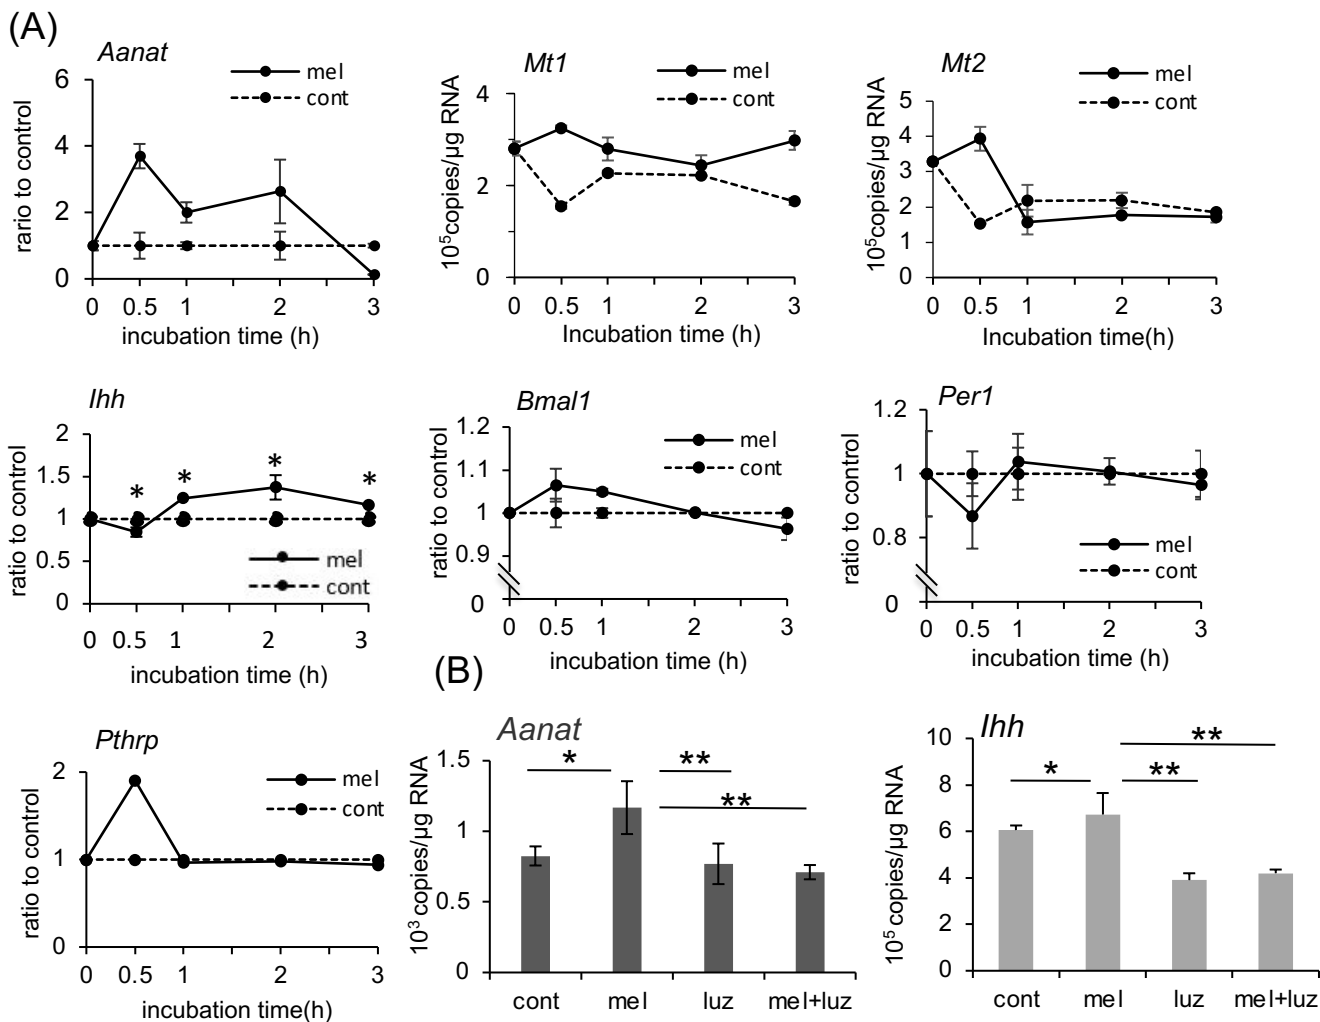 (A)
Aanat
mel
cont
rario to control
6
4
2
0
0 0.5 1 2 3
incubation time (h)
Mt1
mel
cont
10⁵copies/µg RNA
4
2
0
0 0.5 1 2 3
Incubation time (h)
Mt2
mel
cont
10⁵copies/µg RNA
5
4
3
2
1
0
0 0.5 1 2 3
Incubation time(h)
Ihh
ratio to control
2
1.5
1
0.5
0
* * * *
mel
cont
0 0.5 1 2 3
incubation time (h)
Bmal1
mel
cont
ratio to control
1.2
1.1
1
0.9
0
0 0.5 1 2 3
incubation time (h)
Per1
ratio to control
1.2
1
0.8
0
mel
cont
0 0.5 1 2 3
incubation time (h)
Pthrp
mel
cont
ratio to control
2
1
0
0 0.5 1 2 3
incubation time(h)
(B)
Aanat
10³ copies/µg RNA
1.5
1
0.5
0
* ** **
cont mel luz mel+luz
Ihh
10⁵ copies/µg RNA
10
8
6
4
2
0
* ** **
cont mel luz mel+luz